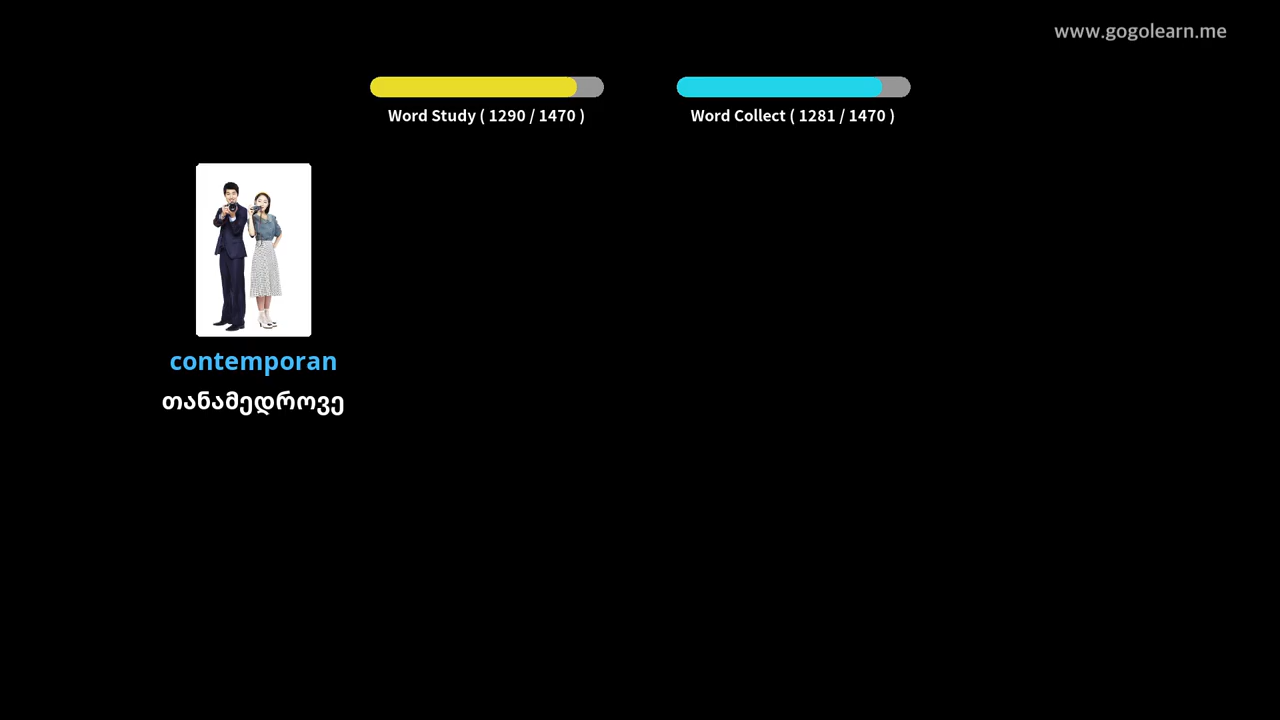 www.gogolearn.me
Word Study ( 1290 / 1470 )
Word Collect ( 1281 / 1470 )
contemporan
თანამედროვე